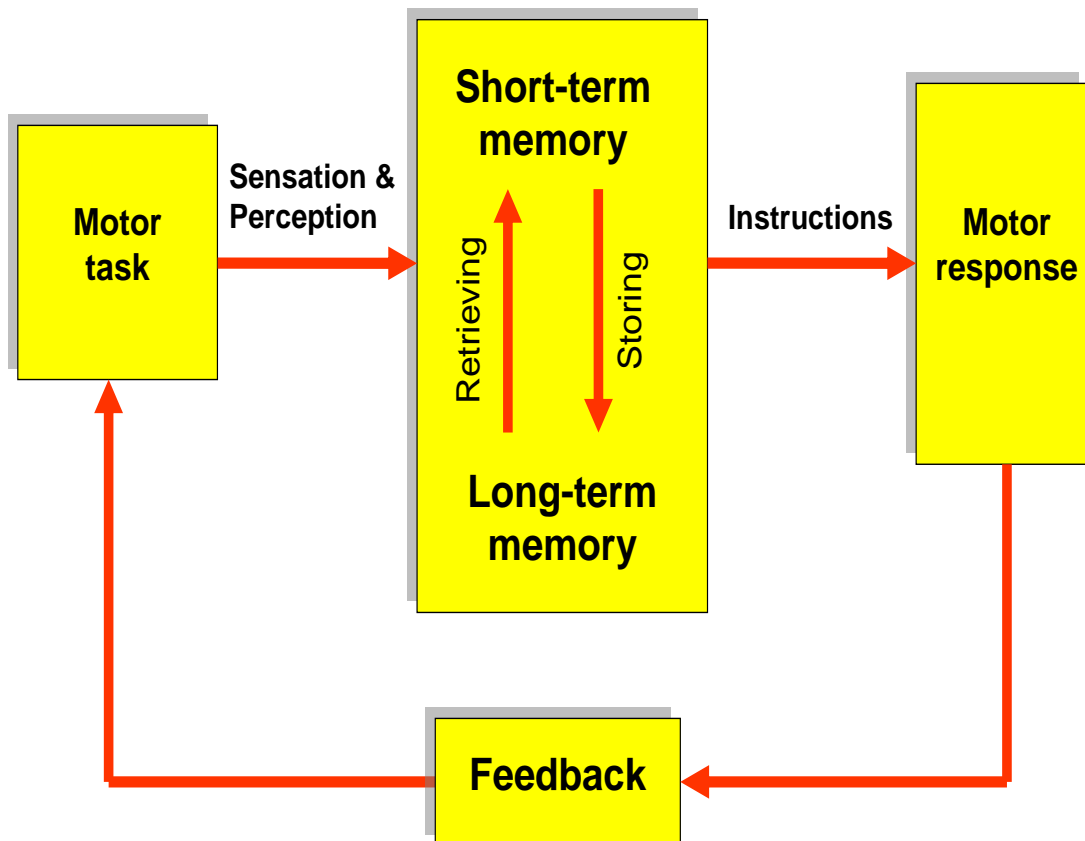 Motor
task
Sensation &
Perception
Short-term
memory
Retrieving
Storing
Long-term
memory
Instructions
Motor
response
Feedback